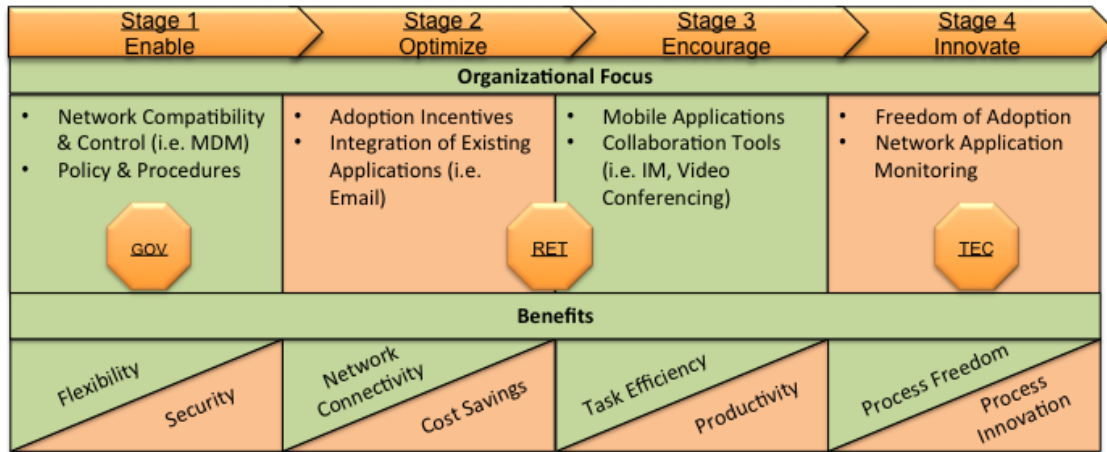 Stage 1
Enable
Stage 2
Optimize
Stage 3
Encourage
Stage 4
Innovate
Organizational Focus
• Network Compatibility
& Control (i.e. MDM)
• Policy & Procedures
GOV
• Adoption Incentives
• Integration of Existing
Applications (i.e.
Email)
RET
• Mobile Applications
• Collaboration Tools
(i.e. IM, Video
Conferencing)
• Freedom of Adoption
• Network Application
Monitoring
TEC
Benefits
Flexibility
Security
Network
Connectivity
Cost Savings
Task Efficiency
Productivity
Process Freedom
Process
Innovation